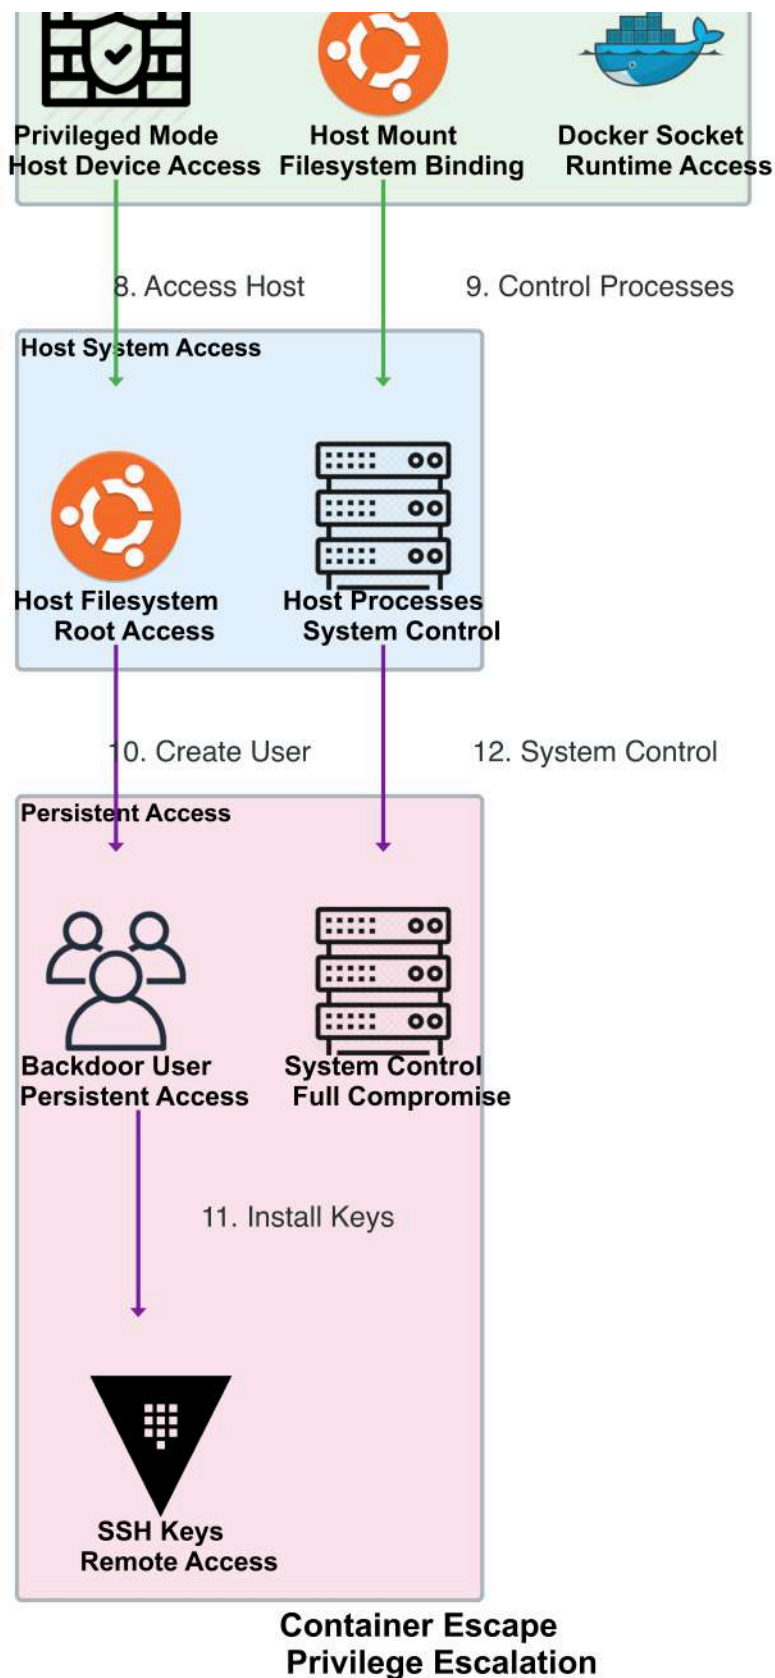 Privileged Mode
Host Device Access
Host Mount
Filesystem Binding
Docker Socket
Runtime Access
8. Access Host
9. Control Processes
Host System Access
Host Filesystem
Root Access
Host Processes
System Control
10. Create User
12. System Control
Persistent Access
Backdoor User
Persistent Access
System Control
Full Compromise
11. Install Keys
SSH Keys
Remote Access
Container Escape
Privilege Escalation